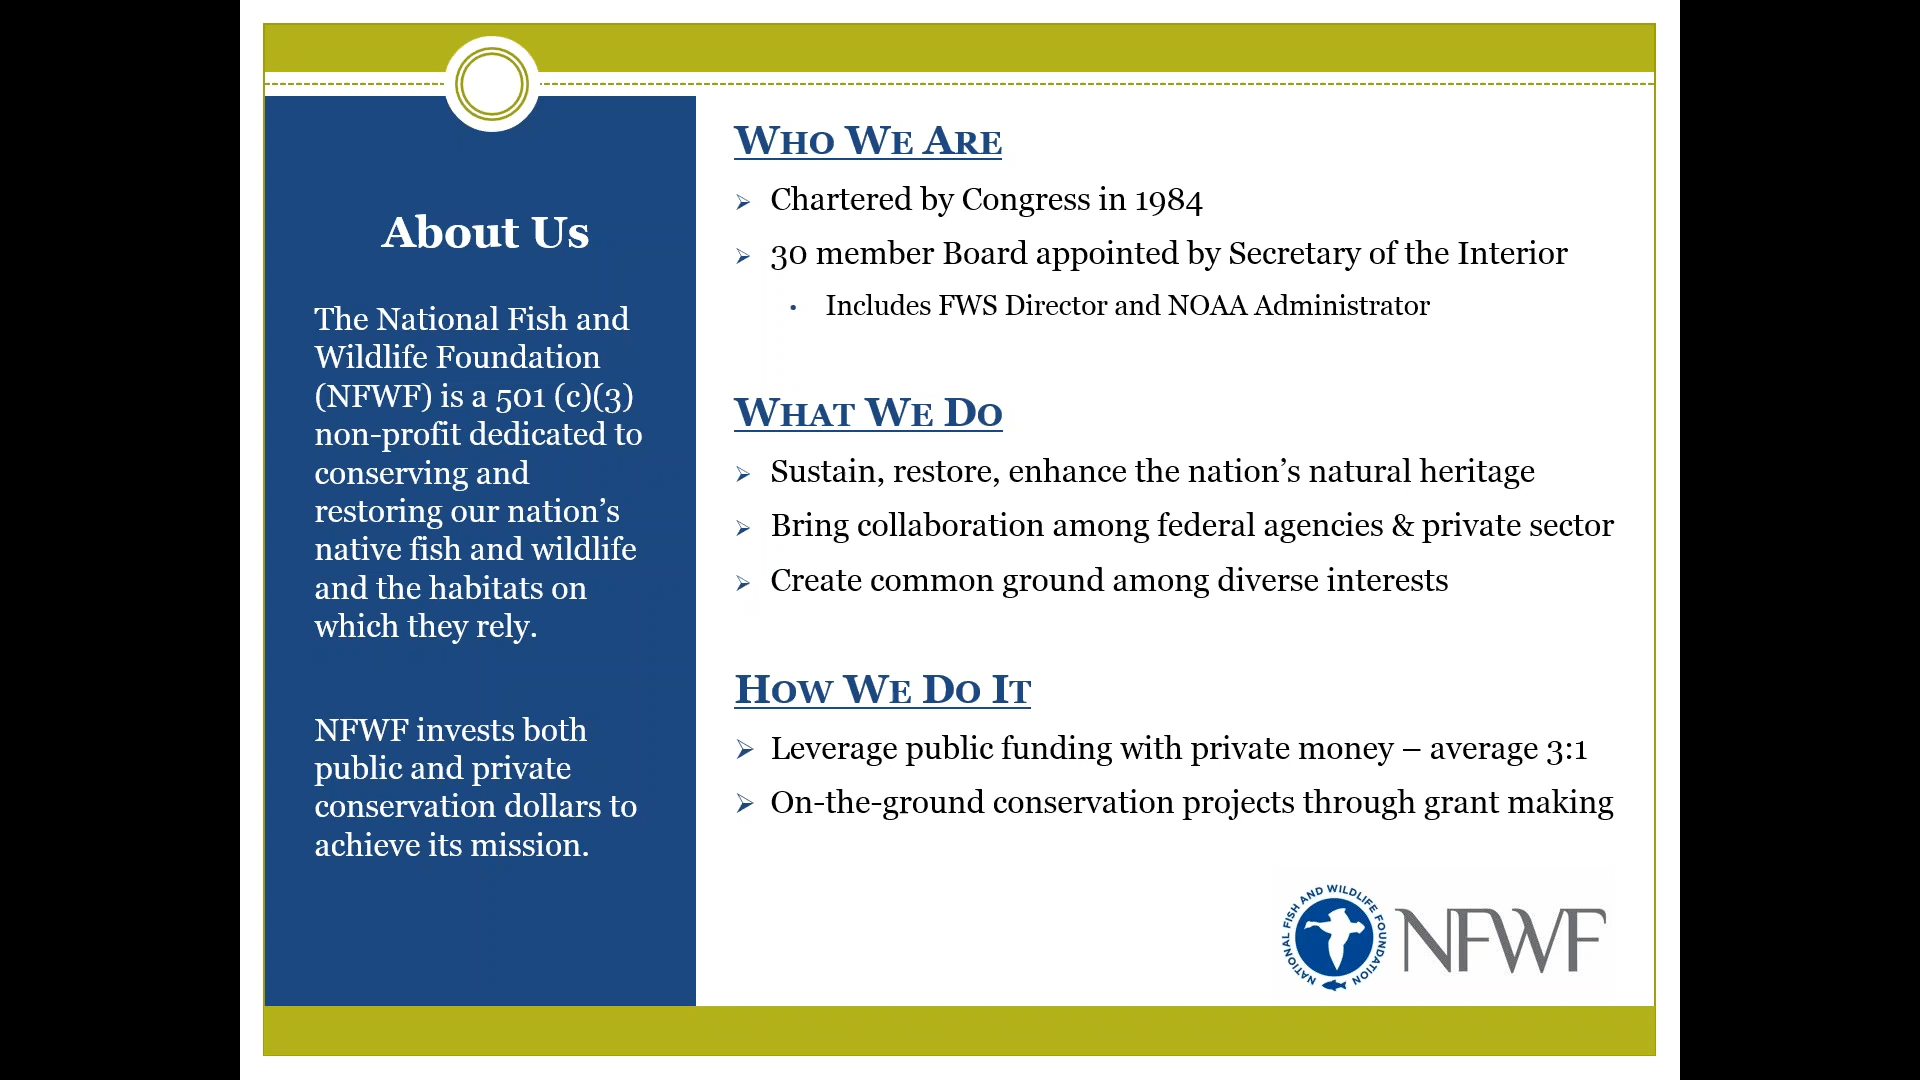 About Us
The National Fish and
Wildlife Foundation
(NFWF) is a 501 (c)(3)
non-profit dedicated to
conserving and
restoring our nation’s
native fish and wildlife
and the habitats on
which they rely.
NFWF invests both
public and private
conservation dollars to
achieve its mission.
WHO WE ARE
Chartered by Congress in 1984
30 member Board appointed by Secretary of the Interior
Includes FWS Director and NOAA Administrator
WHAT WE DO
Sustain, restore, enhance the nation’s natural heritage
Bring collaboration among federal agencies & private sector
Create common ground among diverse interests
HOW WE DO IT
Leverage public funding with private money – average 3:1
On-the-ground conservation projects through grant making
NATIONAL FISH AND WILDLIFE FOUNDATION
NFWF